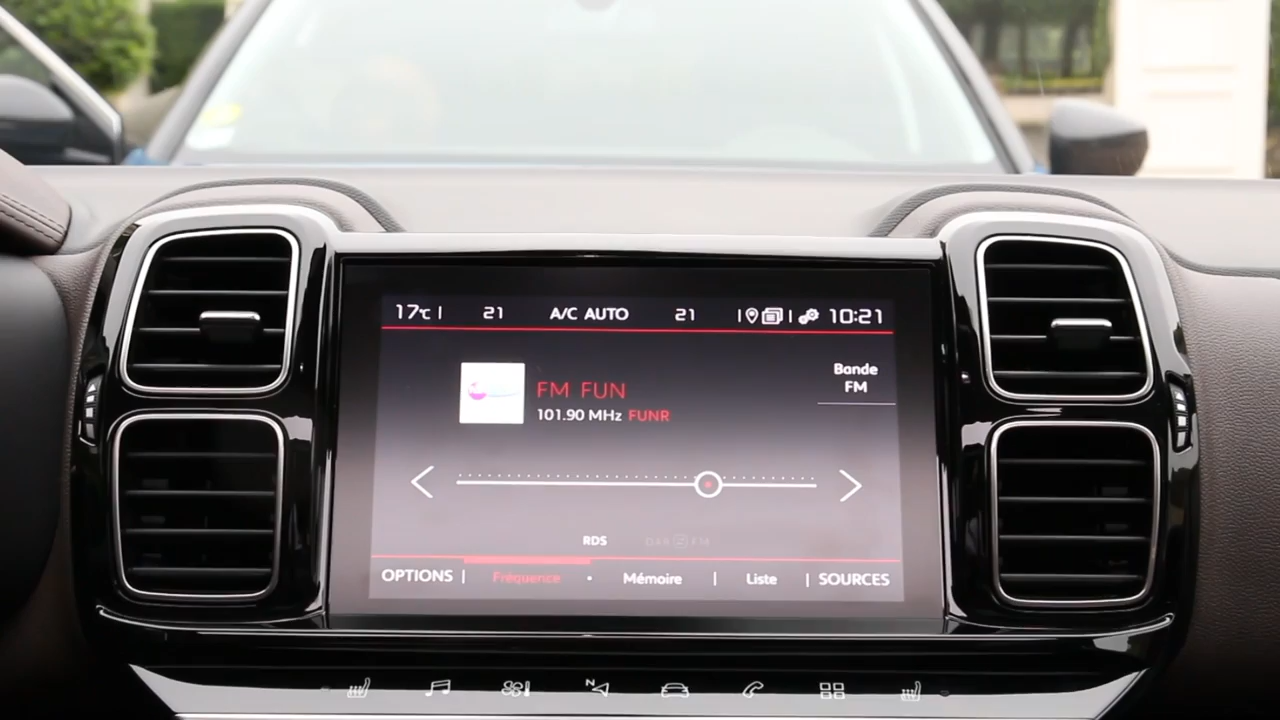 17°C | 21 A/C AUTO 21 | | 10:21
Bande
FM
FM FUN
101.90 MHz FUNR
RDS
OPTIONS | Fréquence • Mémoire | Liste | SOURCES
N